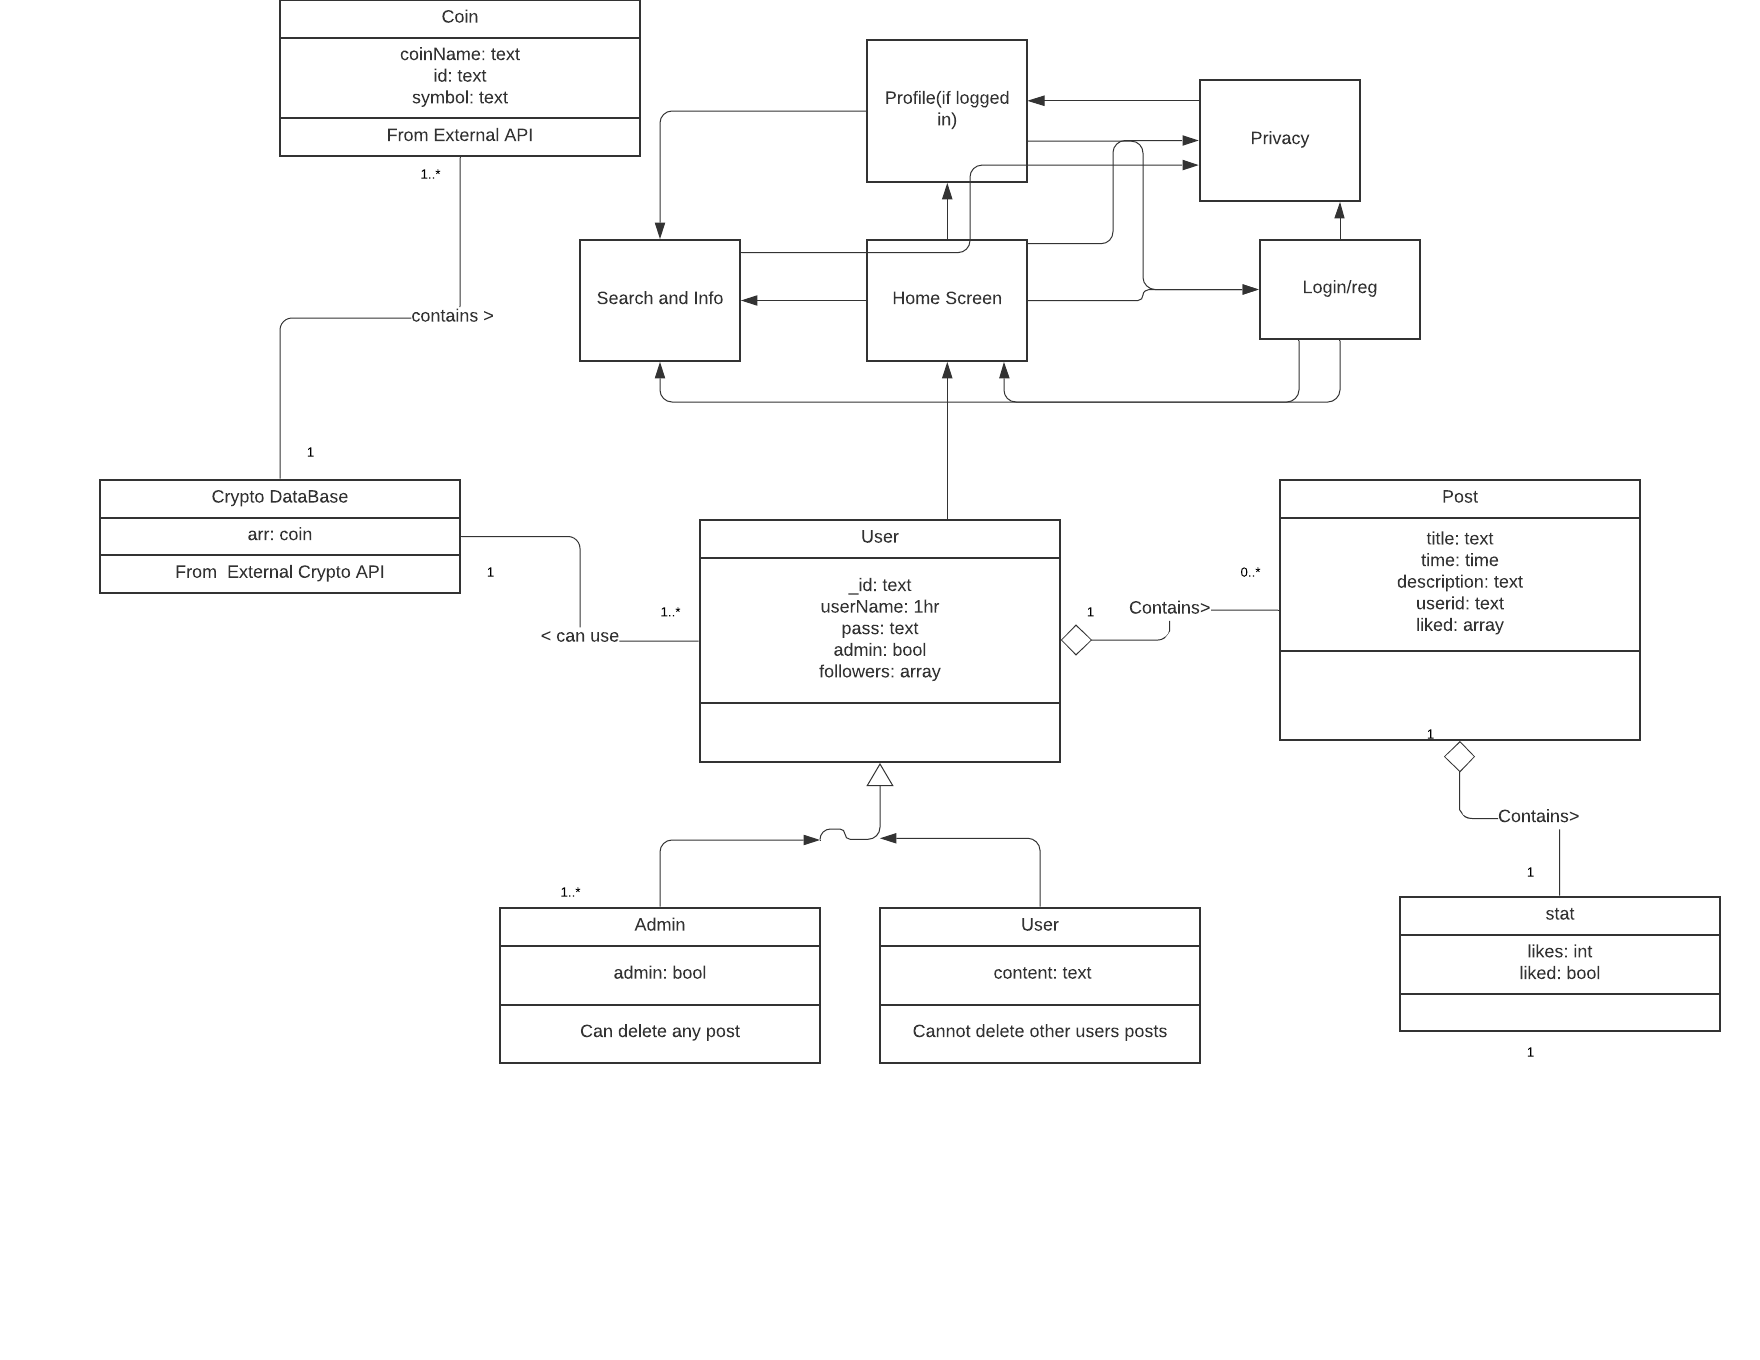 Coin
coinName: text
id: text
symbol: text
From External API
1..*
Profile(if logged
in)
Privacy
Search and Info
Home Screen
Login/reg
contains >
1
Crypto DataBase
arr: coin
From  External Crypto API
1
< can use
1..*
User
_id: text
userName: 1hr
pass: text
admin: bool
followers: array
1
Contains>
0..*
Post
title: text
time: time
description: text
userid: text
liked: array
1
Contains>
1
stat
likes: int
liked: bool
1
1..*
Admin
admin: bool
Can delete any post
User
content: text
Cannot delete other users posts